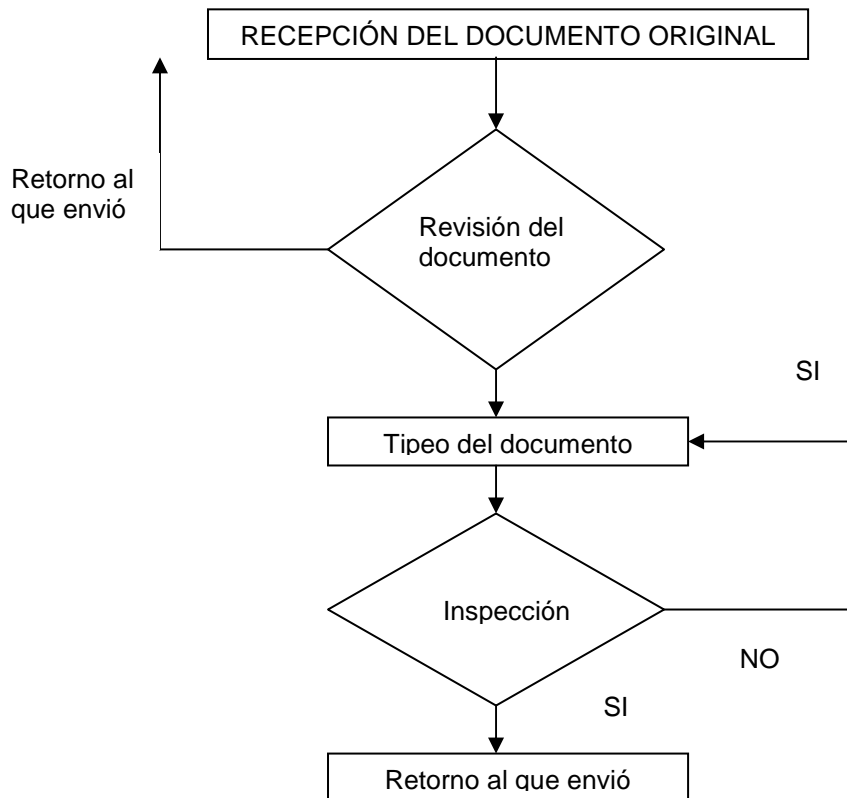 RECEPCIÓN DEL DOCUMENTO ORIGINAL
Retorno al
que envió
Revisión del
documento
SI
Tipeo del documento
Inspección
NO
SI
Retorno al que envió